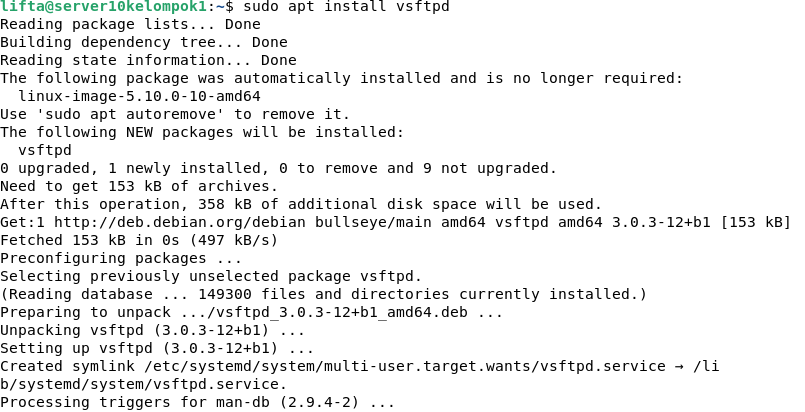 lifta@server10kelompok1:~$ sudo apt install vsftpd
Reading package lists... Done
Building dependency tree... Done
Reading state information... Done
The following package was automatically installed and is no longer required:
  linux-image-5.10.0-10-amd64
Use 'sudo apt autoremove' to remove it.
The following NEW packages will be installed:
  vsftpd
0 upgraded, 1 newly installed, 0 to remove and 9 not upgraded.
Need to get 153 kB of archives.
After this operation, 358 kB of additional disk space will be used.
Get:1 http://deb.debian.org/debian bullseye/main amd64 vsftpd amd64 3.0.3-12+b1 [153 kB]
Fetched 153 kB in 0s (497 kB/s)
Preconfiguring packages ...
Selecting previously unselected package vsftpd.
(Reading database ... 149300 files and directories currently installed.)
Preparing to unpack .../vsftpd_3.0.3-12+b1_amd64.deb ...
Unpacking vsftpd (3.0.3-12+b1) ...
Setting up vsftpd (3.0.3-12+b1) ...
Created symlink /etc/systemd/system/multi-user.target.wants/vsftpd.service → /li
b/systemd/system/vsftpd.service.
Processing triggers for man-db (2.9.4-2) ...